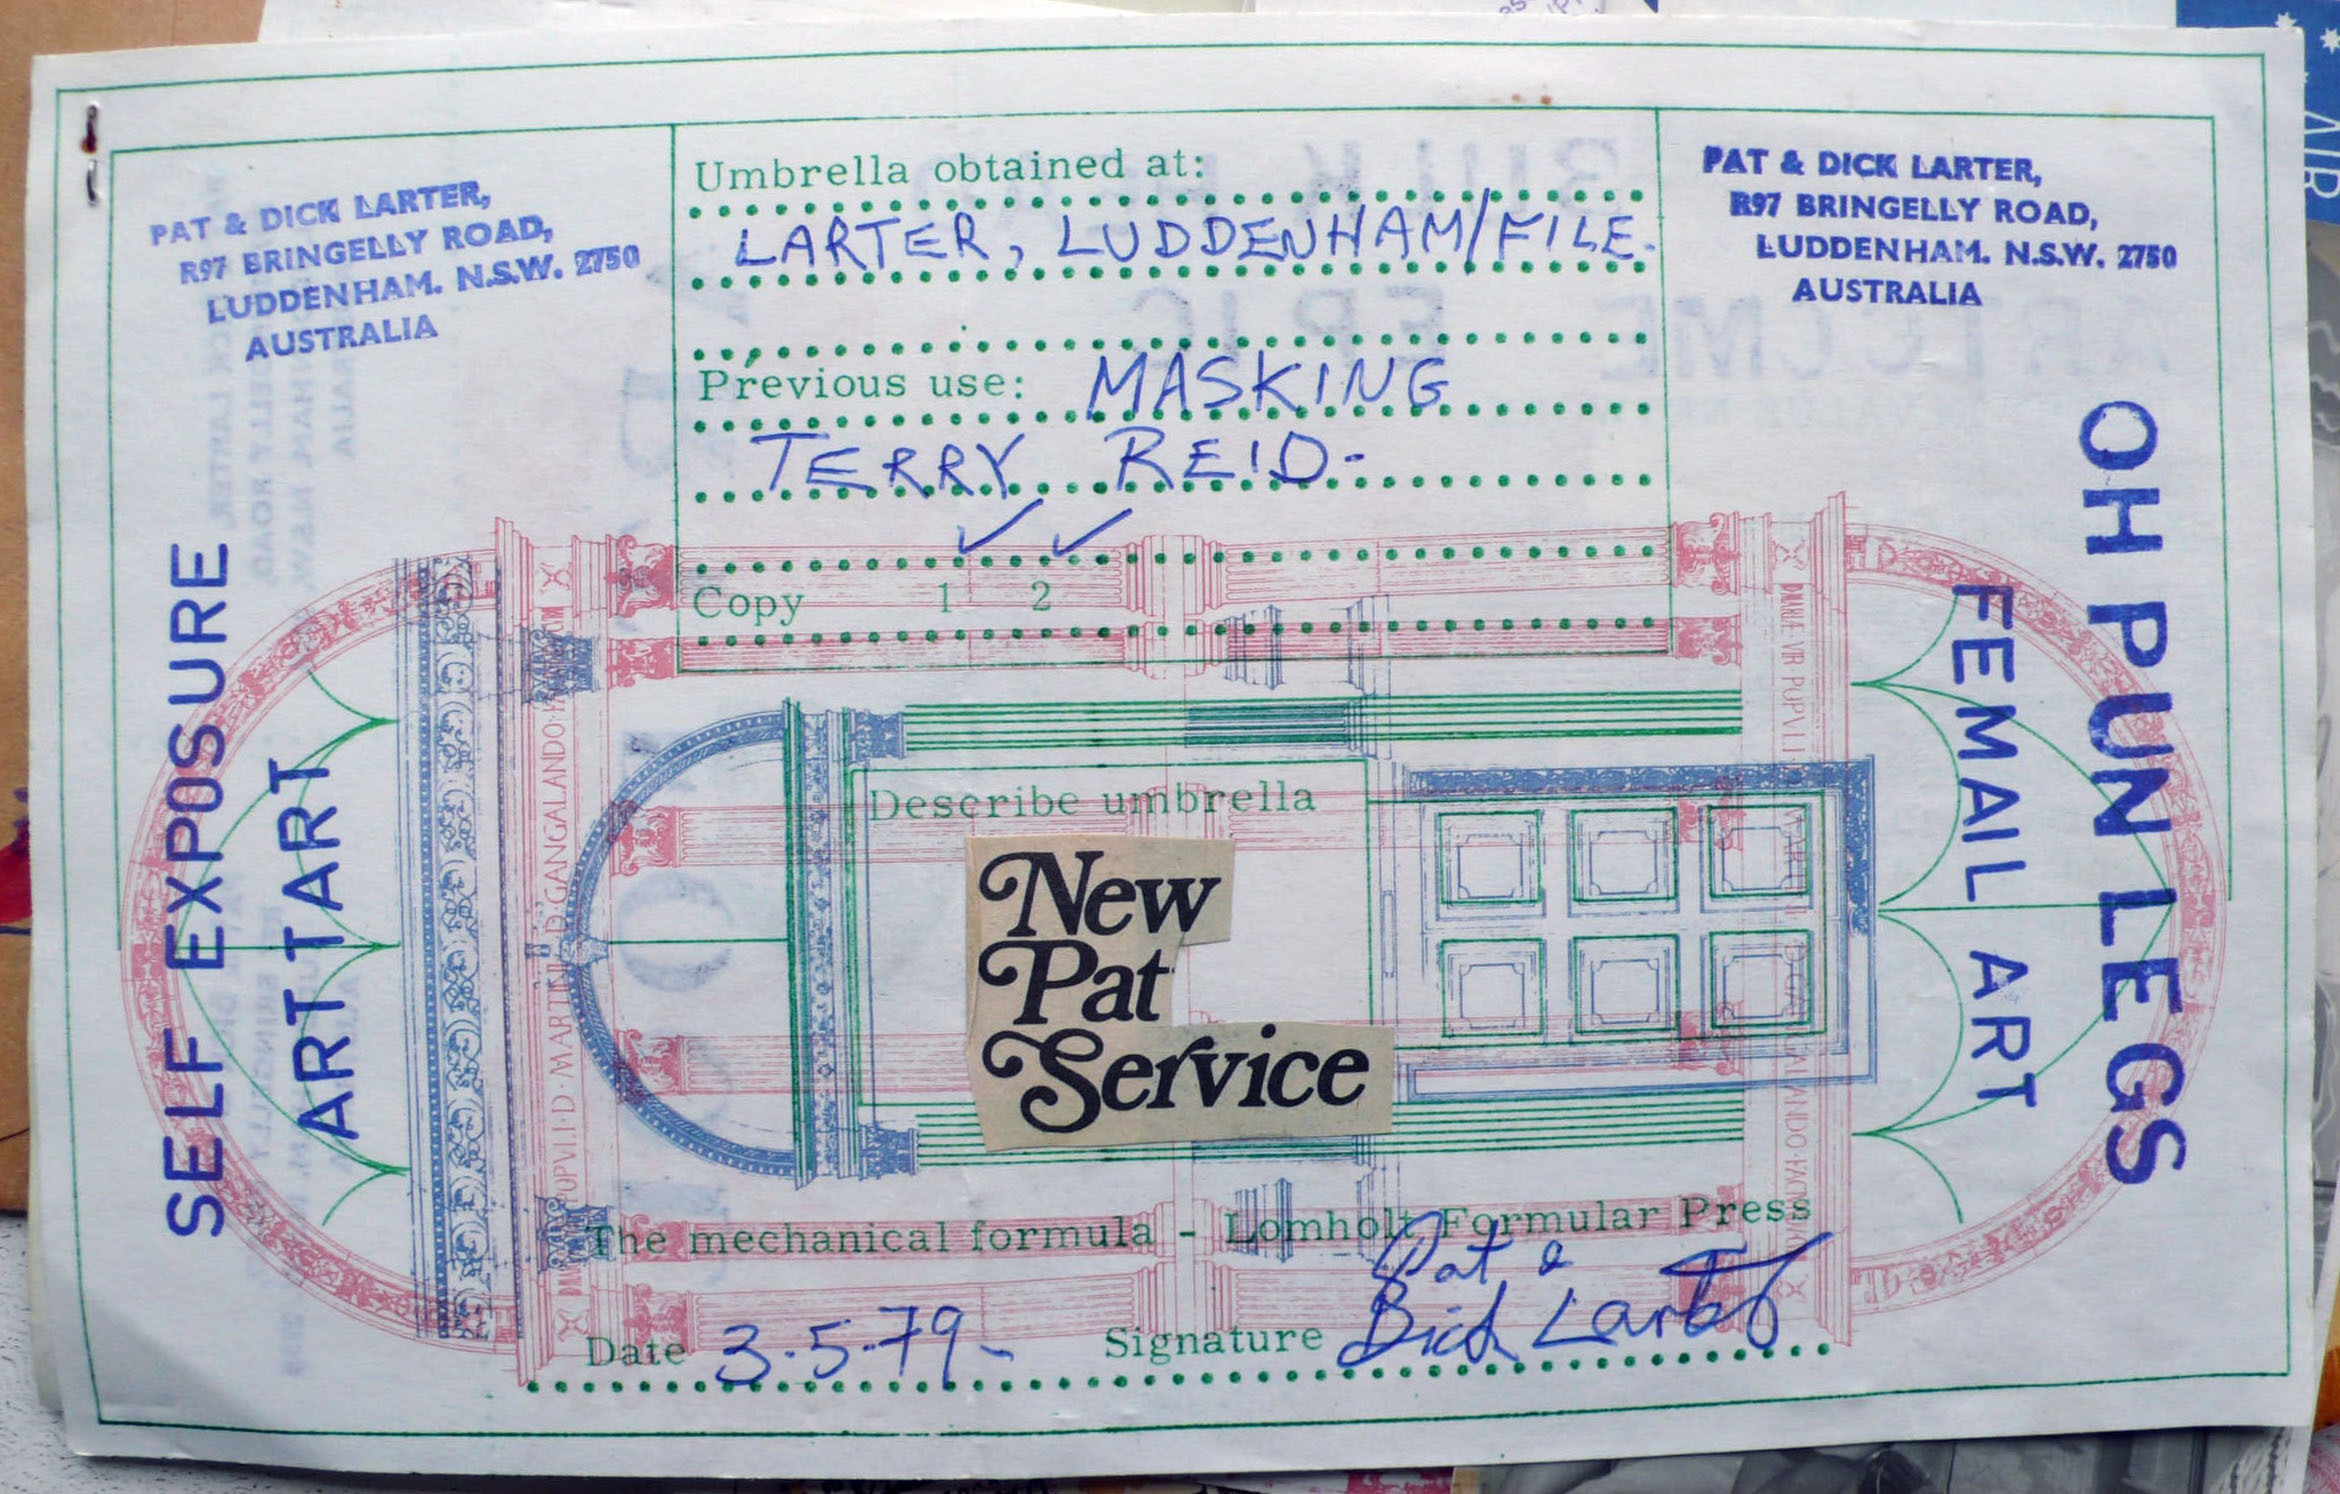 PAT & DICK LARTER,
R97 BRINGELLY ROAD,
LUDDENHAM. N.S.W. 2750
AUSTRALIA
Umbrella obtained at:
LARTER, LUDDENHAM/FILE.
Previous use: MASKING
TERRY REID-
Copy 1 2
PAT & DICK LARTER,
R97 BRINGELLY ROAD,
LUDDENHAM. N.S.W. 2750
AUSTRALIA
SELF EXPOSURE
ART TART
OH PUN LEGS
FEMAIL ART
Describe umbrella
New
Pat
Service
The mechanical formula - Lomholt Formular Press
Date 3.5.79- Signature Pat & Dick Larter
AIR